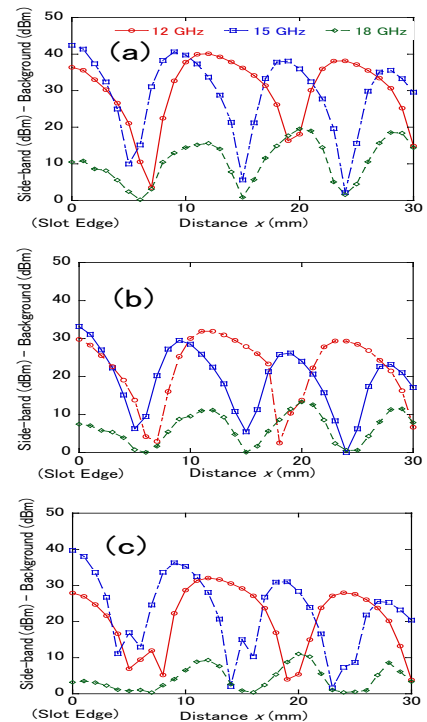 12 GHz 15 GHz 18 GHz
(a)
Side-band (dBm) - Background (dBm)
50
40
30
20
10
0
0 10 20 30
(Slot Edge) Distance x (mm)
(b)
Side-band (dBm) - Background (dBm)
50
40
30
20
10
0
0 10 20 30
(Slot Edge) Distance x (mm)
(c)
Side-band (dBm) - Background (dBm)
50
40
30
20
10
0
0 10 20 30
(Slot Edge) Distance x (mm)